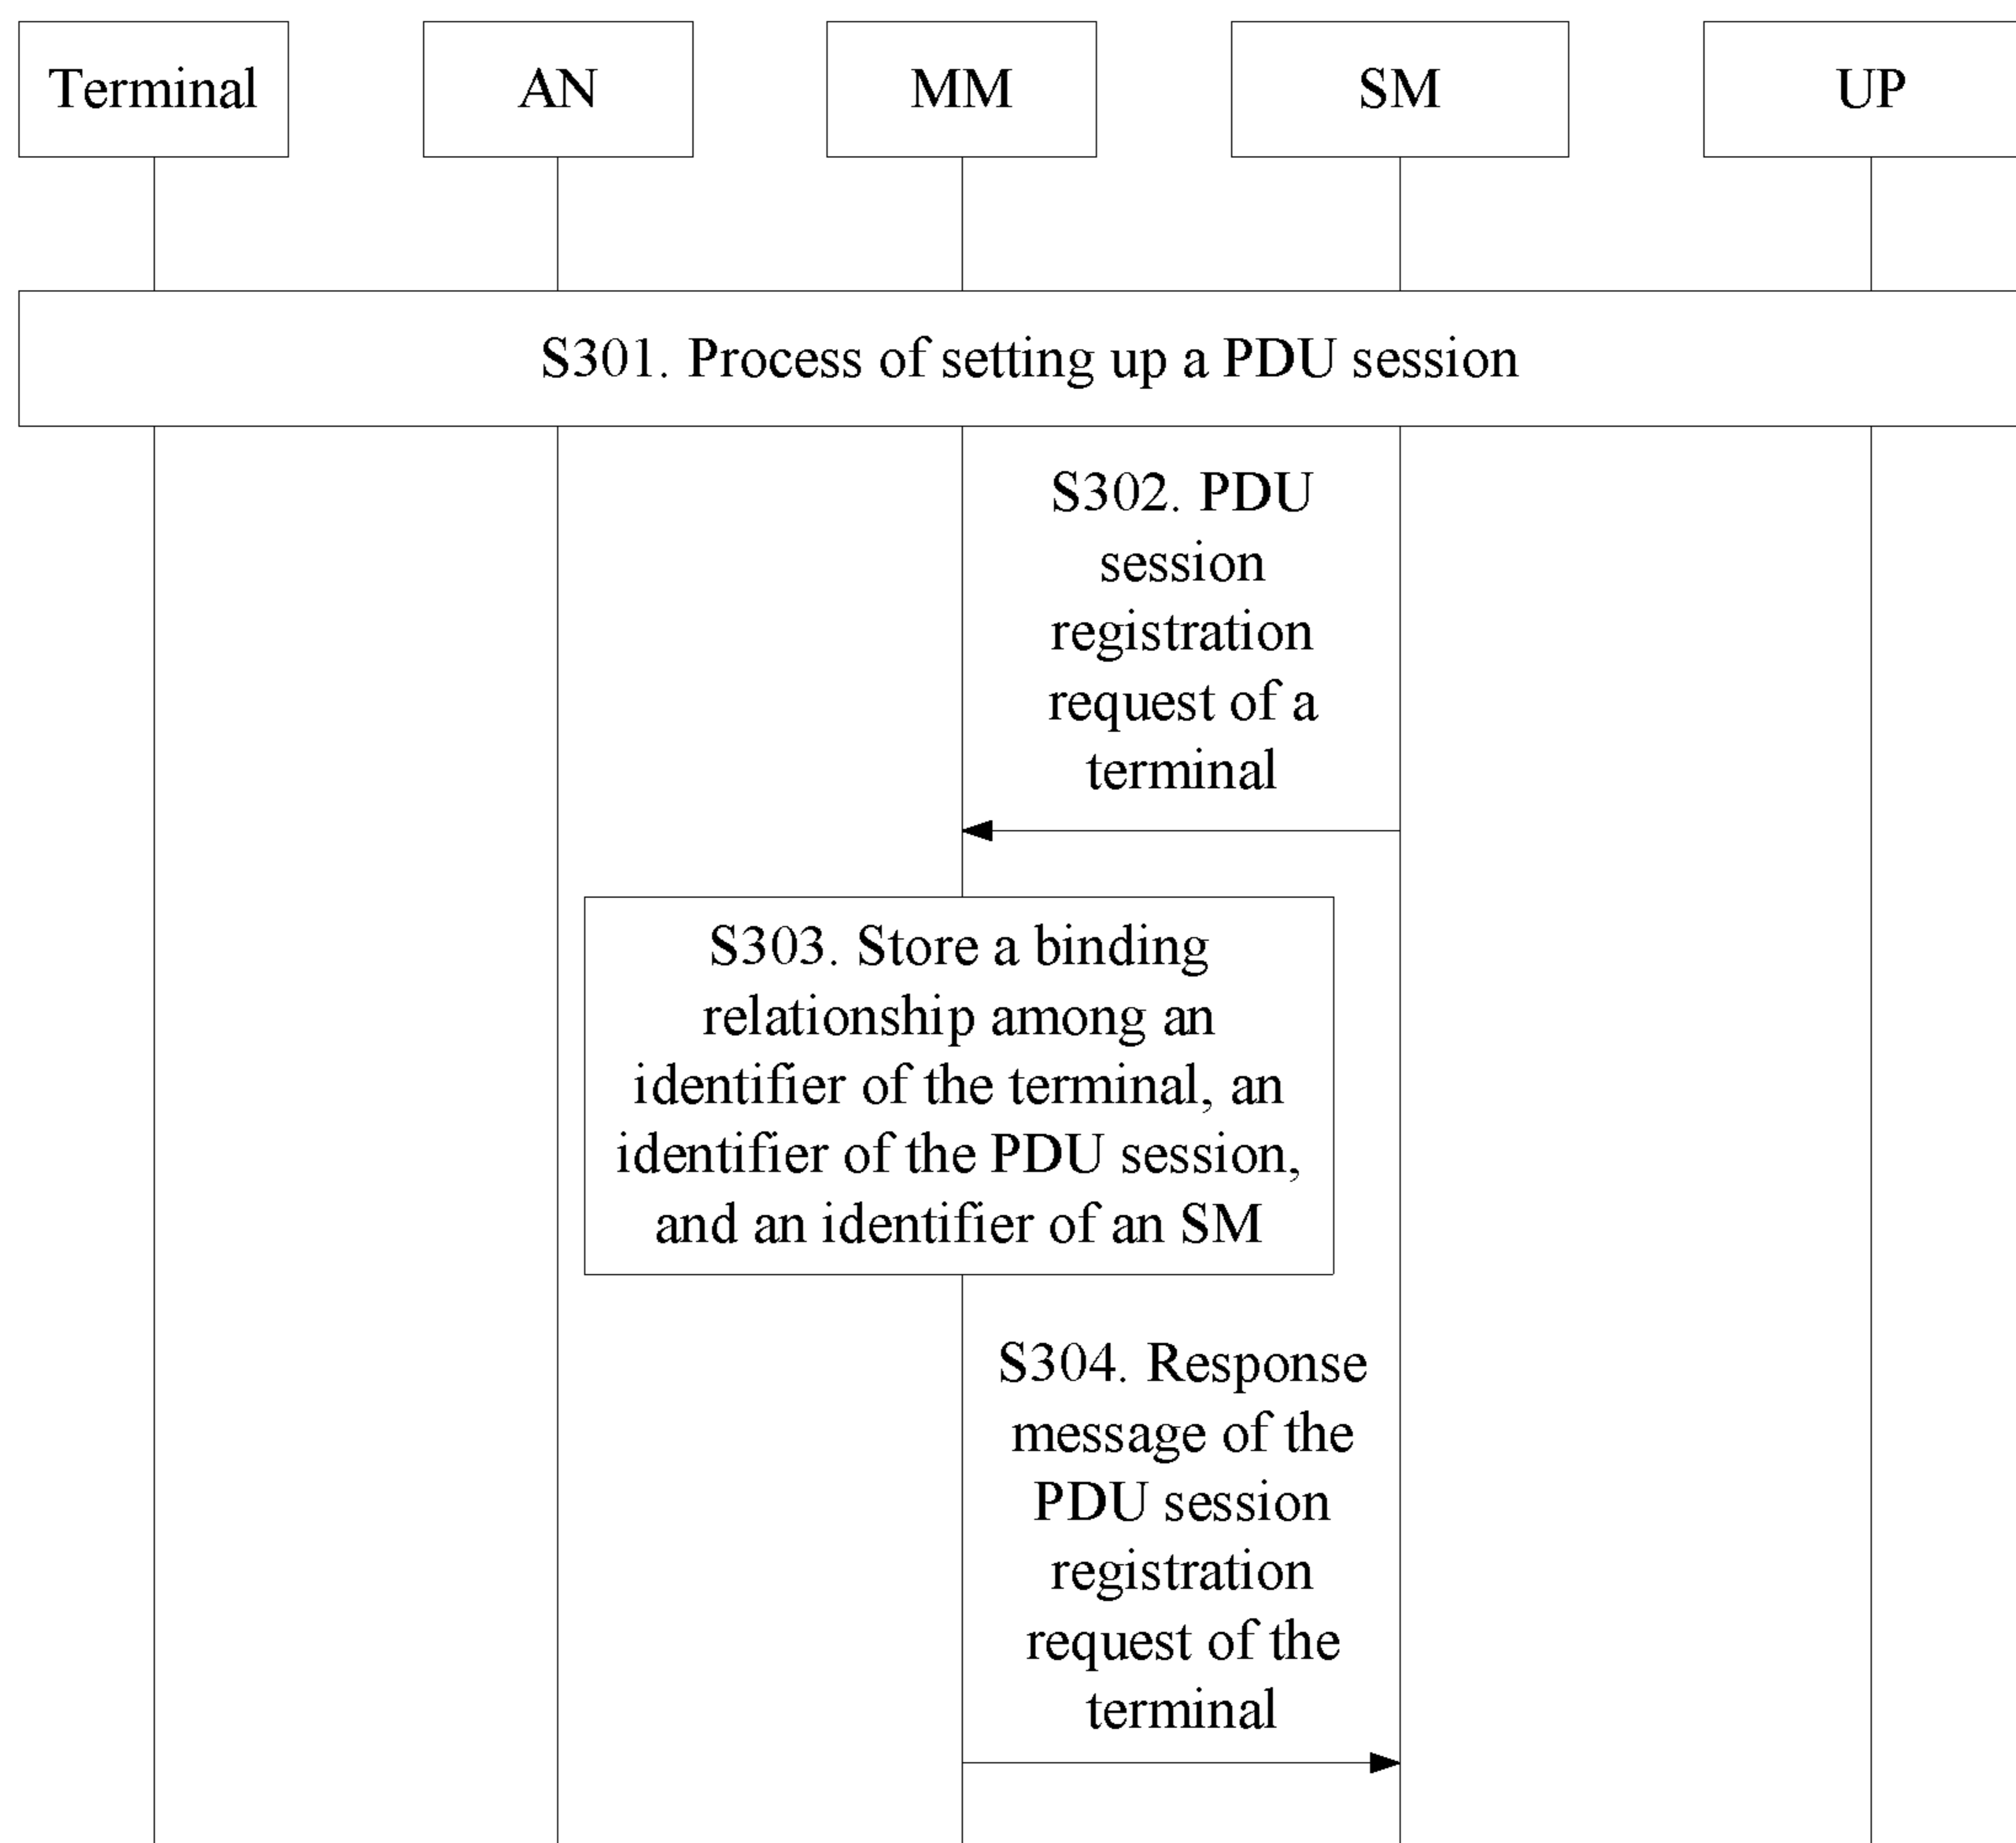 Terminal
AN
MM
SM
UP
S301. Process of setting up a PDU session
S302. PDU
session
registration
request of a
terminal
S303. Store a binding
relationship among an
identifier of the terminal, an
identifier of the PDU session,
and an identifier of an SM
S304. Response
message of the
PDU session
registration
request of the
terminal